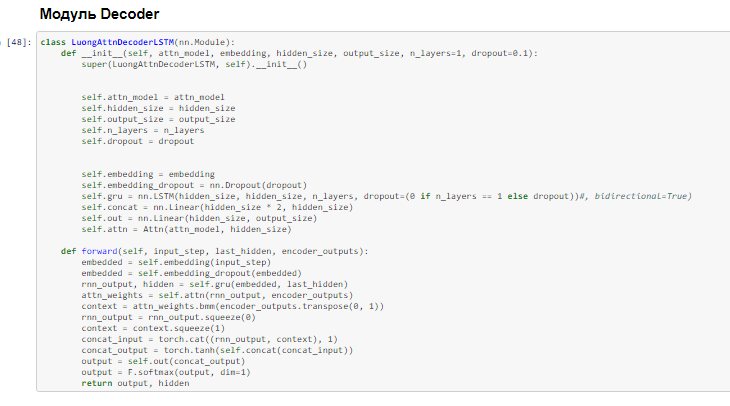 Модуль Decoder
[48]: class LuongAttnDecoderLSTM(nn.Module):
    def __init__(self, attn_model, embedding, hidden_size, output_size, n_layers=1, dropout=0.1):
        super(LuongAttnDecoderLSTM, self).__init__()
        self.attn_model = attn_model
        self.hidden_size = hidden_size
        self.output_size = output_size
        self.n_layers = n_layers
        self.dropout = dropout
        self.embedding = embedding
        self.embedding_dropout = nn.Dropout(dropout)
        self.gru = nn.LSTM(hidden_size, hidden_size, n_layers, dropout=(0 if n_layers == 1 else dropout))#, bidirectional=True)
        self.concat = nn.Linear(hidden_size * 2, hidden_size)
        self.out = nn.Linear(hidden_size, output_size)
        self.attn = Attn(attn_model, hidden_size)
    def forward(self, input_step, last_hidden, encoder_outputs):
        embedded = self.embedding(input_step)
        embedded = self.embedding_dropout(embedded)
        rnn_output, hidden = self.gru(embedded, last_hidden)
        attn_weights = self.attn(rnn_output, encoder_outputs)
        context = attn_weights.bmm(encoder_outputs.transpose(0, 1))
        rnn_output = rnn_output.squeeze(0)
        context = context.squeeze(1)
        concat_input = torch.cat((rnn_output, context), 1)
        concat_output = torch.tanh(self.concat(concat_input))
        output = self.out(concat_output)
        output = F.softmax(output, dim=1)
        return output, hidden